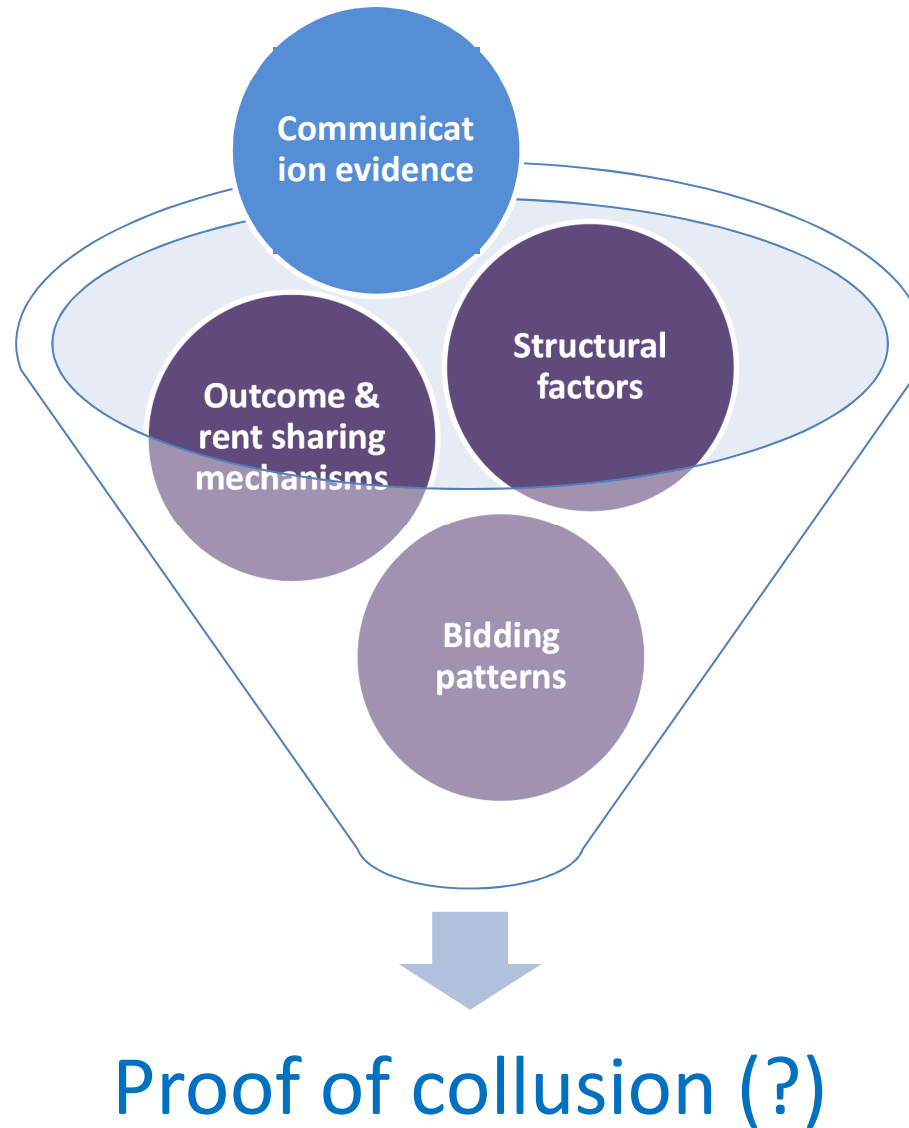 Communicat
ion evidence
Structural
factors
Outcome &
rent sharing
mechanisms
Bidding
patterns
Proof of collusion (?)